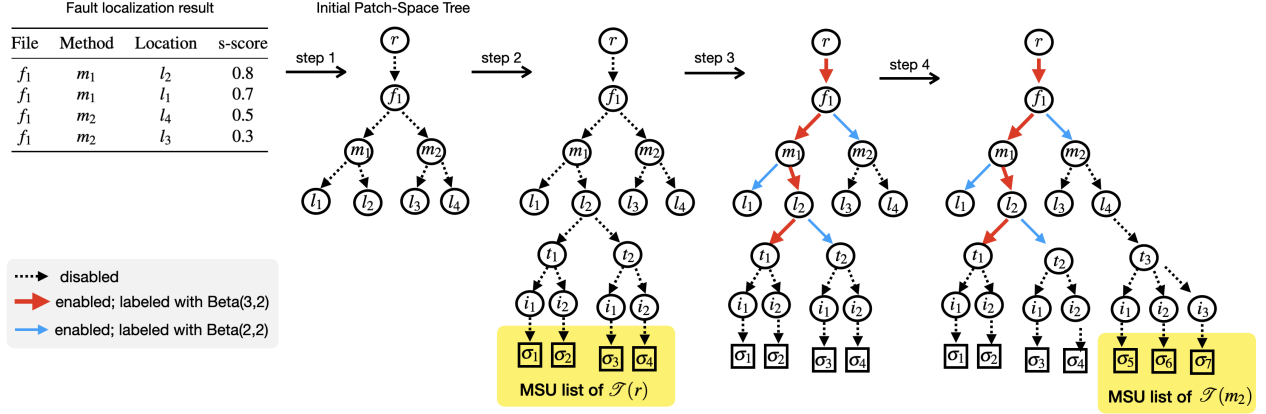 Fault localization result
File Method Location s-score
f1 m1 l2 0.8
f1 m1 l1 0.7
f1 m2 l4 0.5
f1 m2 l3 0.3
disabled
enabled; labeled with Beta(3,2)
enabled; labeled with Beta(2,2)
step 1
Initial Patch-Space Tree
r
f1
m1 m2
l1 l2 l3 l4
step 2
r
f1
m1 m2
l1 l2 l3 l4
t1 t2
i1 i2 i1 i2
σ1 σ2 σ3 σ4
MSU list of 𝒯(r)
step 3
r
f1
m1 m2
l1 l2 l3 l4
t1 t2
i1 i2 i1 i2
σ1 σ2 σ3 σ4
step 4
r
f1
m1 m2
l1 l2 l3 l4
t1 t2 t3
i1 i2 i1 i2 i1 i2 i3
σ1 σ2 σ3 σ4 σ5 σ6 σ7
MSU list of 𝒯(m2)